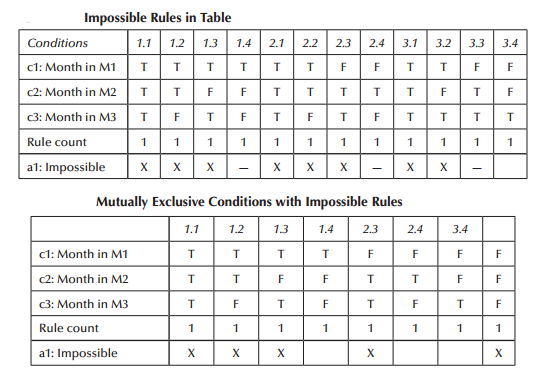 Impossible Rules in Table
Conditions 1.1 1.2 1.3 1.4 2.1 2.2 2.3 2.4 3.1 3.2 3.3 3.4
c1: Month in M1 T T T T T T F F T T F F
c2: Month in M2 T T F F T T T T T F T F
c3: Month in M3 T F T F T F T F T T T T
Rule count 1 1 1 1 1 1 1 1 1 1 1 1
a1: Impossible X X X — X X X — X X —
Mutually Exclusive Conditions with Impossible Rules
1.1 1.2 1.3 1.4 2.3 2.4 3.4
c1: Month in M1 T T T T F F F F
c2: Month in M2 T T F F T T F F
c3: Month in M3 T F T F T F T F
Rule count 1 1 1 1 1 1 1 1
a1: Impossible X X X X X